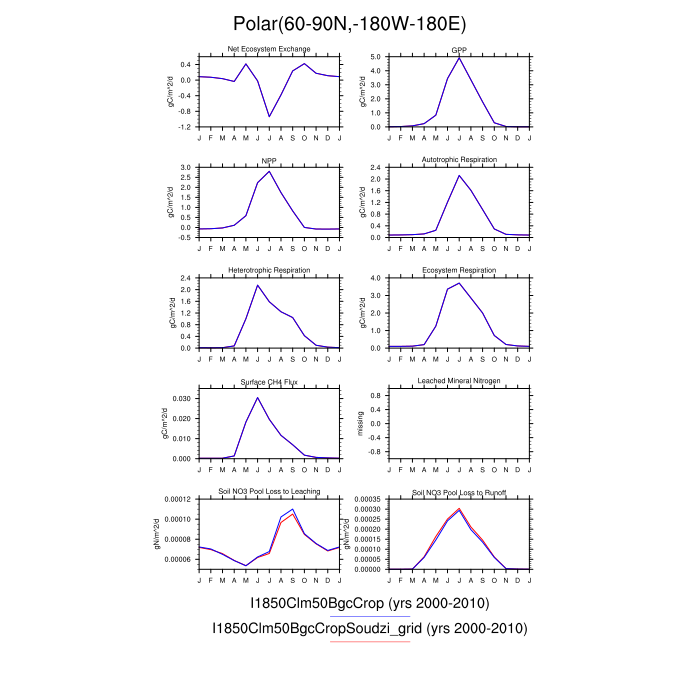 Polar(60-90N,-180W-180E)
Net Ecosystem Exchange
gC/m^2/d
0.4
0.0
-0.4
-0.8
-1.2
J F M A M J J A S O N D J
GPP
gC/m^2/d
5.0
4.0
3.0
2.0
1.0
0.0
J F M A M J J A S O N D J
NPP
gC/m^2/d
3.0
2.5
2.0
1.5
1.0
0.5
0.0
-0.5
J F M A M J J A S O N D J
Autotrophic Respiration
gC/m^2/d
2.4
2.0
1.6
1.2
0.8
0.4
0.0
J F M A M J J A S O N D J
Heterotrophic Respiration
gC/m^2/d
2.4
2.0
1.6
1.2
0.8
0.4
0.0
J F M A M J J A S O N D J
Ecosystem Respiration
gC/m^2/d
4.0
3.0
2.0
1.0
0.0
J F M A M J J A S O N D J
Surface CH4 Flux
gC/m^2/d
0.030
0.020
0.010
0.000
J F M A M J J A S O N D J
Leached Mineral Nitrogen
missing
0.8
0.4
-0.0
-0.4
-0.8
J F M A M J J A S O N D J
Soil NO3 Pool Loss to Leaching
gN/m^2/d
0.00012
0.00010
0.00008
0.00006
J F M A M J J A S O N D J
Soil NO3 Pool Loss to Runoff
gN/m^2/d
0.00035
0.00030
0.00025
0.00020
0.00015
0.00010
0.00005
0.00000
J F M A M J J A S O N D J
I1850Clm50BgcCrop (yrs 2000-2010)
I1850Clm50BgcCropSoudzi_grid (yrs 2000-2010)